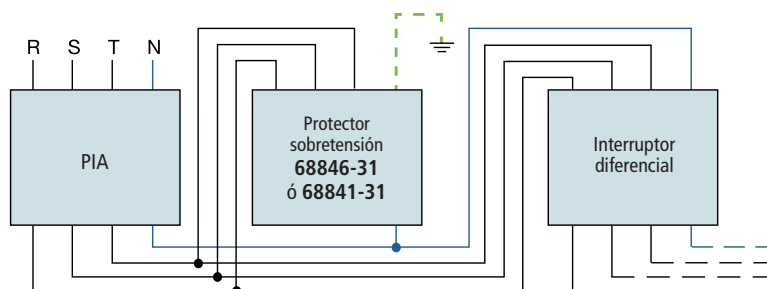 R S T N
PIA
Protector
sobretensión
68846-31
ó 68841-31
Interruptor
diferencial